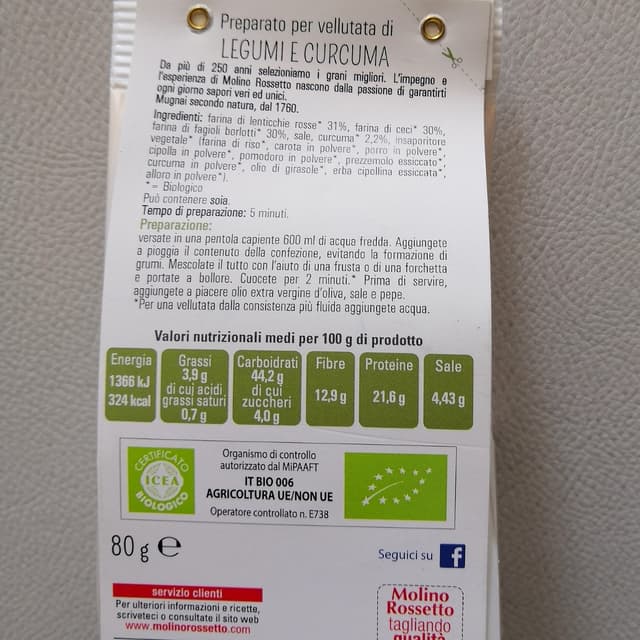 Preparato per vellutata di
LEGUMI E CURCUMA
Da più di 250 anni selezioniamo i grani migliori. L'impegno e
l'esperienza di Molino Rossetto nascono dalla passione di garantirti
ogni giorno sapori veri ed unici.
Mugnai secondo natura, dal 1760.
Ingredienti: farina di lenticchie rosse* 31%, farina di ceci* 30%,
farina di fagioli borlotti* 30%, sale, curcuma* 2,2%, insaporitore
vegetale* (farina di riso*, carota in polvere*, porro in polvere*,
cipolla in polvere*, pomodoro in polvere*, prezzemolo essiccato*,
curcuma in polvere*, olio di girasole*, erba cipollina essiccata*,
alloro in polvere*).
*= Biologico
Può contenere soia.
Tempo di preparazione: 5 minuti.
Preparazione:
versate in una pentola capiente 600 ml di acqua fredda. Aggiungete
a pioggia il contenuto della confezione, evitando la formazione di
grumi. Mescolate il tutto con l'aiuto di una frusta o di una forchetta
e portate a bollore. Cuocete per 2 minuti.* Prima di servire,
aggiungete a piacere olio extra vergine d'oliva, sale e pepe.
*Per una vellutata dalla consistenza più fluida aggiungete acqua.
Valori nutrizionali medi per 100 g di prodotto
Energia
1366 kJ
324 kcal
Grassi
3,9 g
di cui acidi
grassi saturi
0,7 g
Carboidrati
44,2 g
di cui
zuccheri
4,0 g
Fibre
12,9 g
Proteine
21,6 g
Sale
4,43 g
CERTIFICATO
ICEA
BIOLOGICO
Organismo di controllo
autorizzato dal MiPAAFT
IT BIO 006
AGRICOLTURA UE/NON UE
Operatore controllato n. E738
80 g e
Seguici su f
servizio clienti
Per ulteriori informazioni e ricette,
scriveteci o consultate il sito web
www.molinorossetto.com
Molino
Rossetto
tagliando
qualità